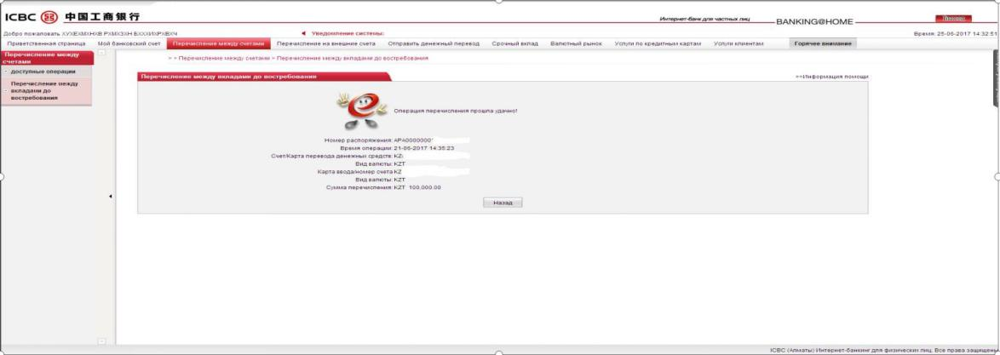 ICBC 中国工商银行
Интернет-банк для частных лиц BANKING@HOME Выход
Добро пожаловать
Уведомление системы:
Время: 25-06-2017 14:32:51
Приветственная страница Мой банковский счет Перечисление между счетами Перечисление на внешние счета Отправить денежный перевод Срочный вклад Валютный рынок Услуги по кредитным картам Услуги клиентам Горячее внимание
Перечисление между
счетами
доступные операции
Перечисление между
вкладами до
востребования
> > Перечисление между счетами > Перечисление между вкладами до востребования
Перечисление между вкладами до востребования
>>Информация помощи
Операция перечисления прошла удачно!
Номер распоряжения: APA0000000
Время операции: 21-06-2017 14:35:23
Счет/Карта перевода денежных средств: KZ
Вид валюты: KZT
Карта ввода/номер счета KZ
Вид валюты: KZT
Сумма перечисления: KZT 100,000.00
Назад
ICBC (Алматы) Интернет-банкинг для физических лиц. Все права защищены